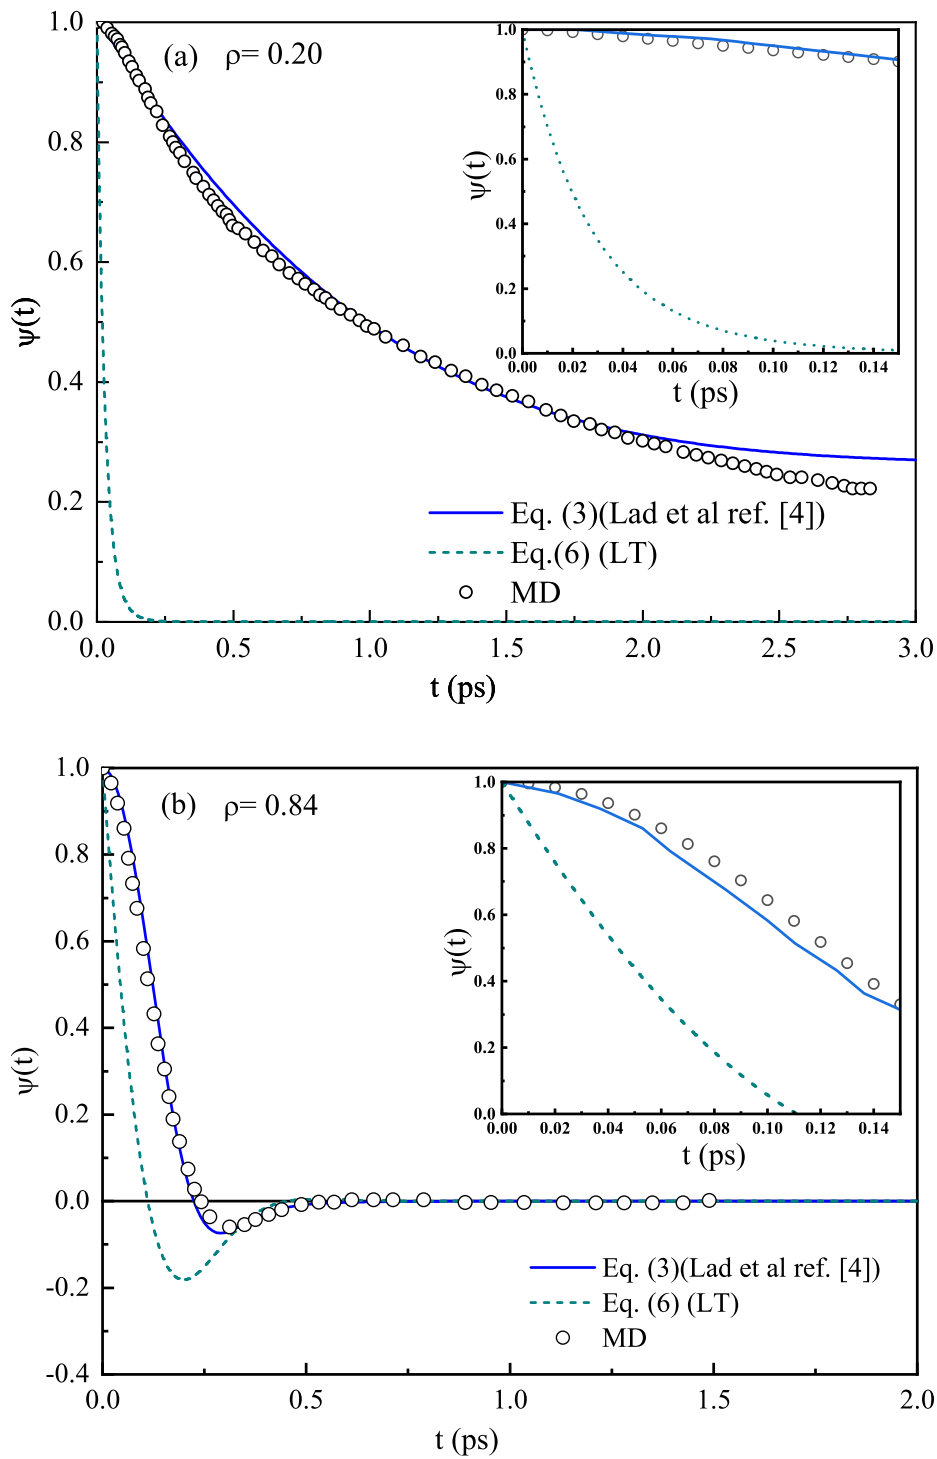 (a) ρ= 0.20
1.0
0.8
0.6
0.4
0.2
0.0
ψ(t)
0.0 0.5 1.0 1.5 2.0 2.5 3.0
t (ps)
1.0
0.8
0.6
0.4
0.2
0.0
ψ(t)
0.00 0.02 0.04 0.06 0.08 0.10 0.12 0.14
t (ps)
Eq. (3)(Lad et al ref. [4])
Eq.(6) (LT)
MD
(b) ρ= 0.84
1.0
0.8
0.6
0.4
0.2
0.0
-0.2
-0.4
ψ(t)
0.0 0.5 1.0 1.5 2.0
t (ps)
1.0
0.8
0.6
0.4
0.2
0.0
ψ(t)
0.00 0.02 0.04 0.06 0.08 0.10 0.12 0.14
t (ps)
Eq. (3)(Lad et al ref. [4])
Eq. (6) (LT)
MD